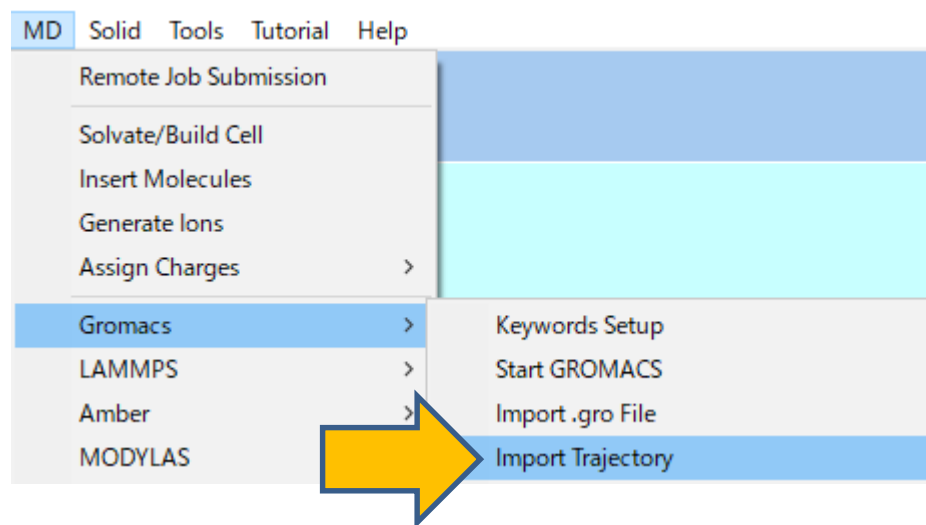 MD Solid Tools Tutorial Help
Remote Job Submission
Solvate/Build Cell
Insert Molecules
Generate Ions
Assign Charges
Gromacs
LAMMPS
Amber
MODYLAS
Keywords Setup
Start GROMACS
Import .gro File
Import Trajectory